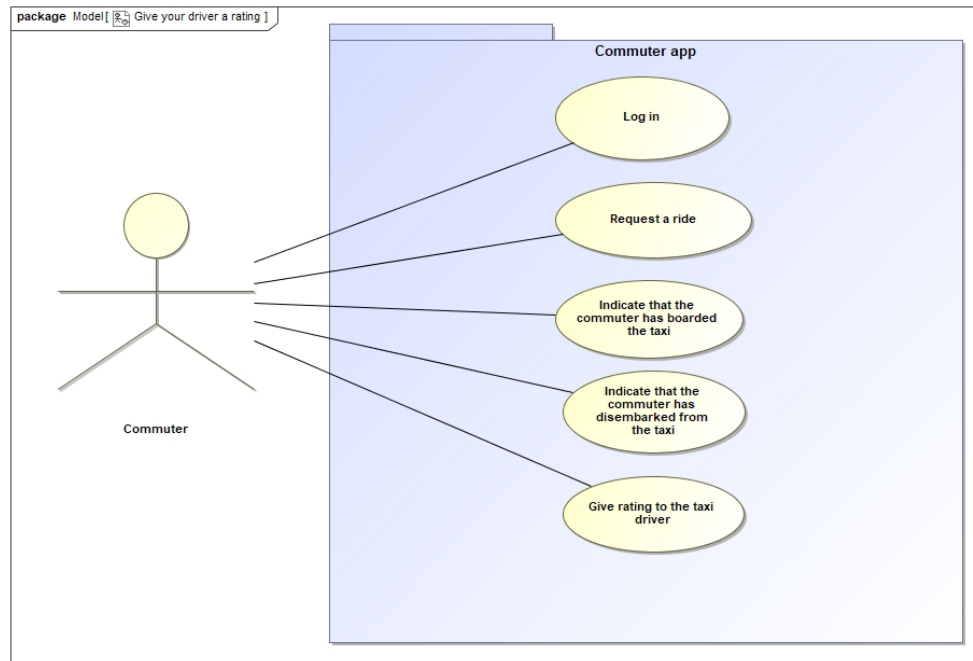 package Model [ Give your driver a rating ]
Commuter app
Log in
Request a ride
Indicate that the
commuter has boarded
the taxi
Indicate that the
commuter has
disembarked from
the taxi
Give rating to the taxi
driver
Commuter